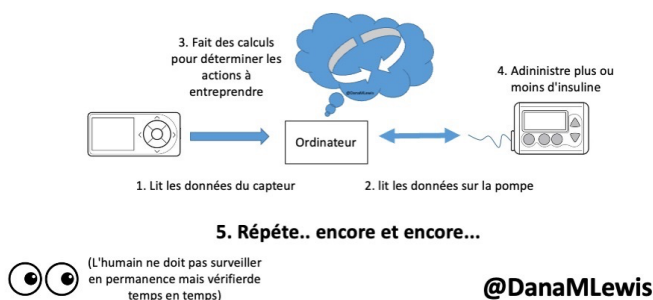 3. Fait des calculs
pour déterminer les
actions à
entreprendre
@DanaMLewis
4. Adininistre plus ou
moins d'insuline
Ordinateur
1. Lit les données du capteur
2. lit les données sur la pompe
5. Répéte.. encore et encore...
(L'humain ne doit pas surveiller
en permanence mais vérifierde
temps en temps)
@DanaMLewis